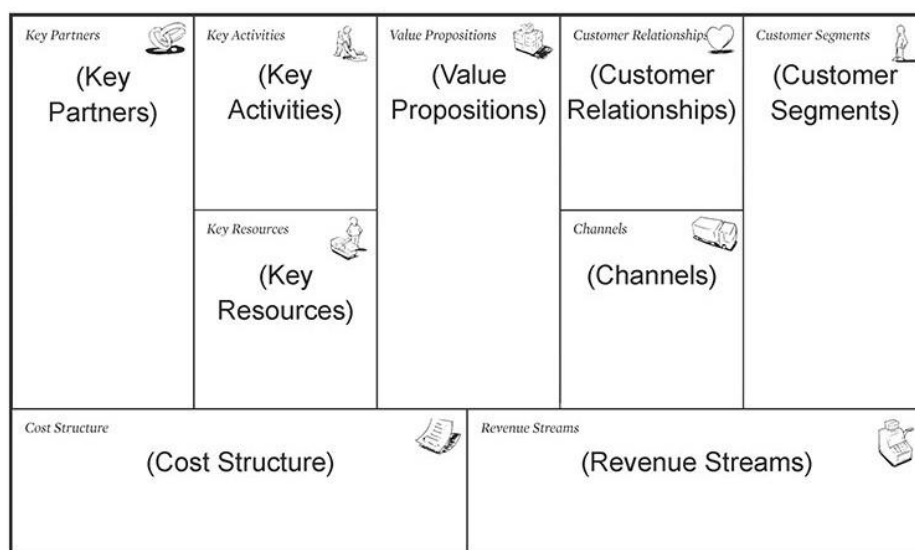 Key Partners
(Key
Partners)
Key Activities
(Key
Activities)
Key Resources
(Key
Resources)
Value Propositions
(Value
Propositions)
Customer Relationships
(Customer
Relationships)
Channels
(Channels)
Customer Segments
(Customer
Segments)
Cost Structure
(Cost Structure)
Revenue Streams
(Revenue Streams)